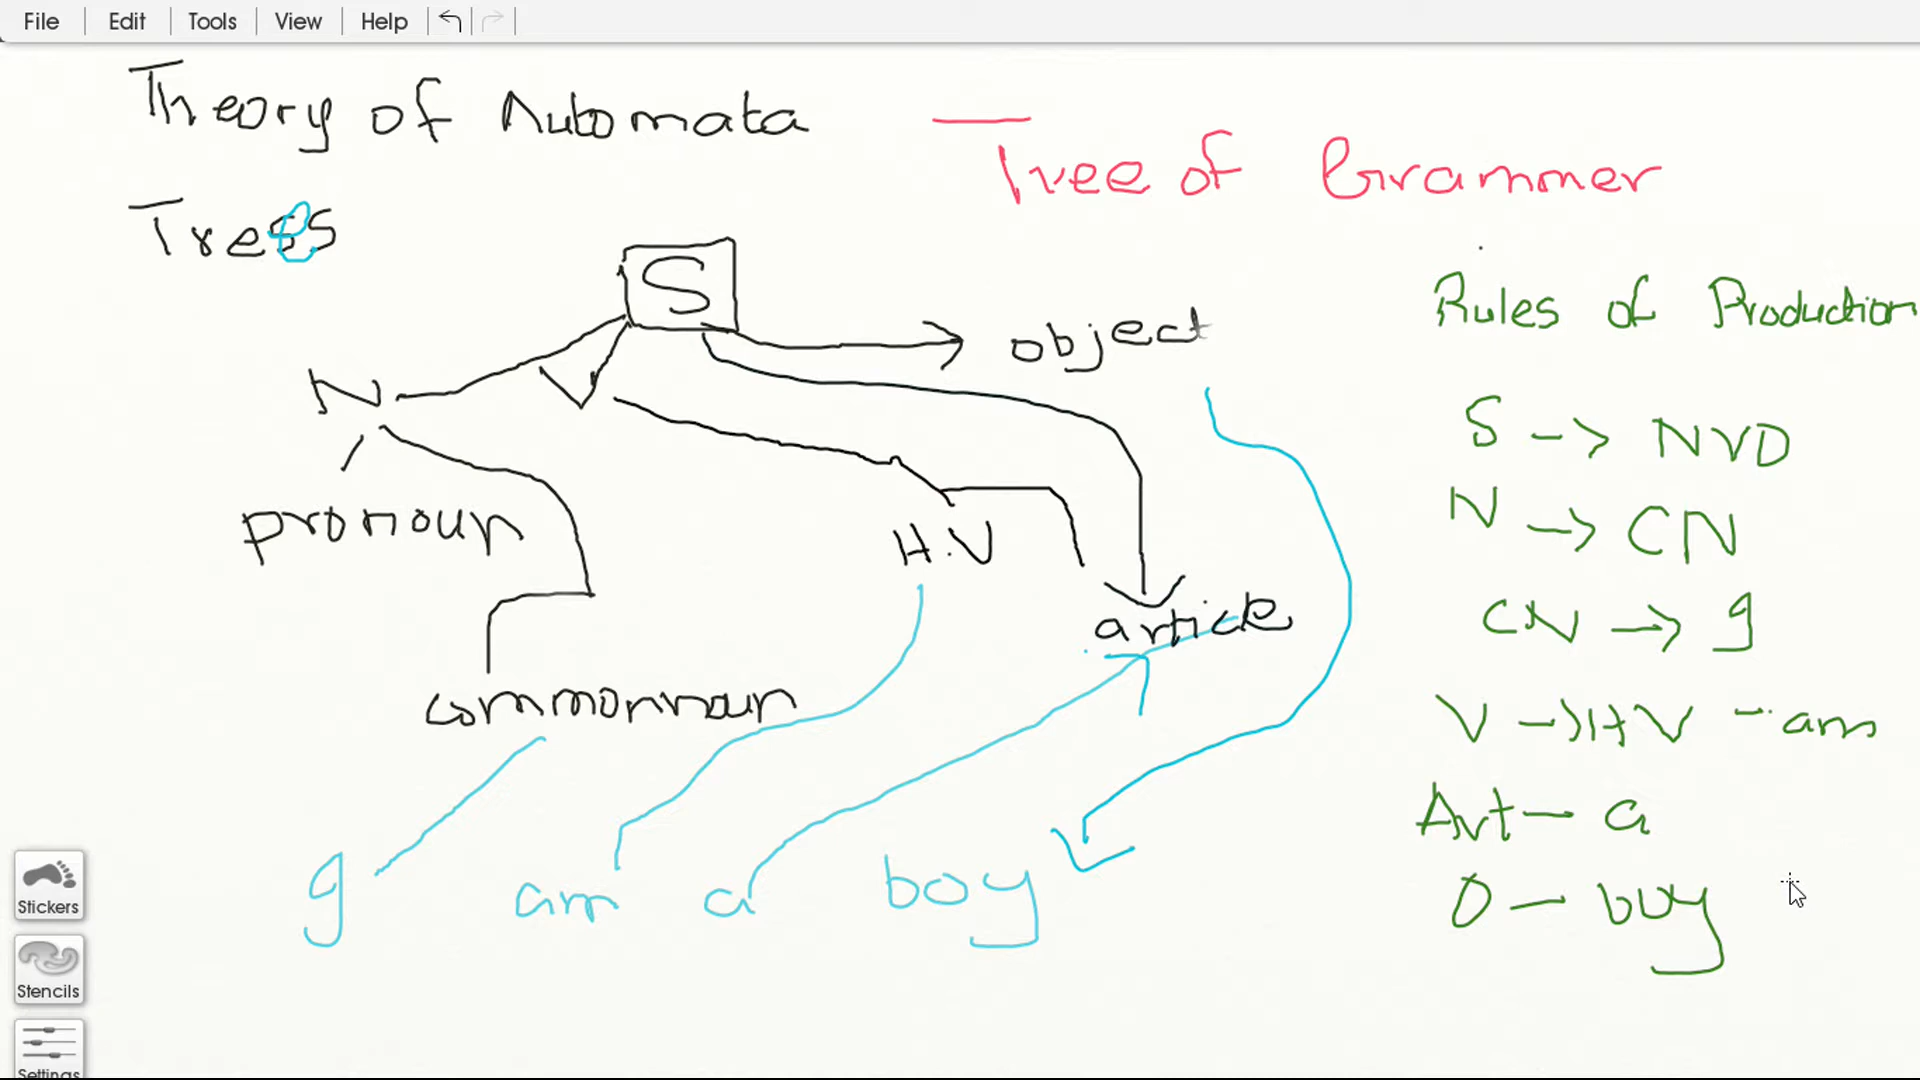 File Edit Tools View Help
Theory of Automata
Tree of Grammer
Trees
S
object
N V
pronoun
H.V
article
commonnoun
g am a boy
Rules of Production
S -> NVO
N -> CN
CN -> g
V -> HV - am
Art - a
O - boy
Stickers
Stencils
Settings